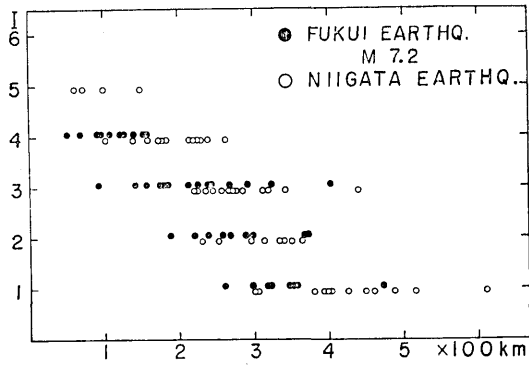 I
6
5
4
3
2
1
FUKUI EARTHQ.
M 7.2
NIIGATA EARTHQ.
1 2 3 4 5 ×100 km